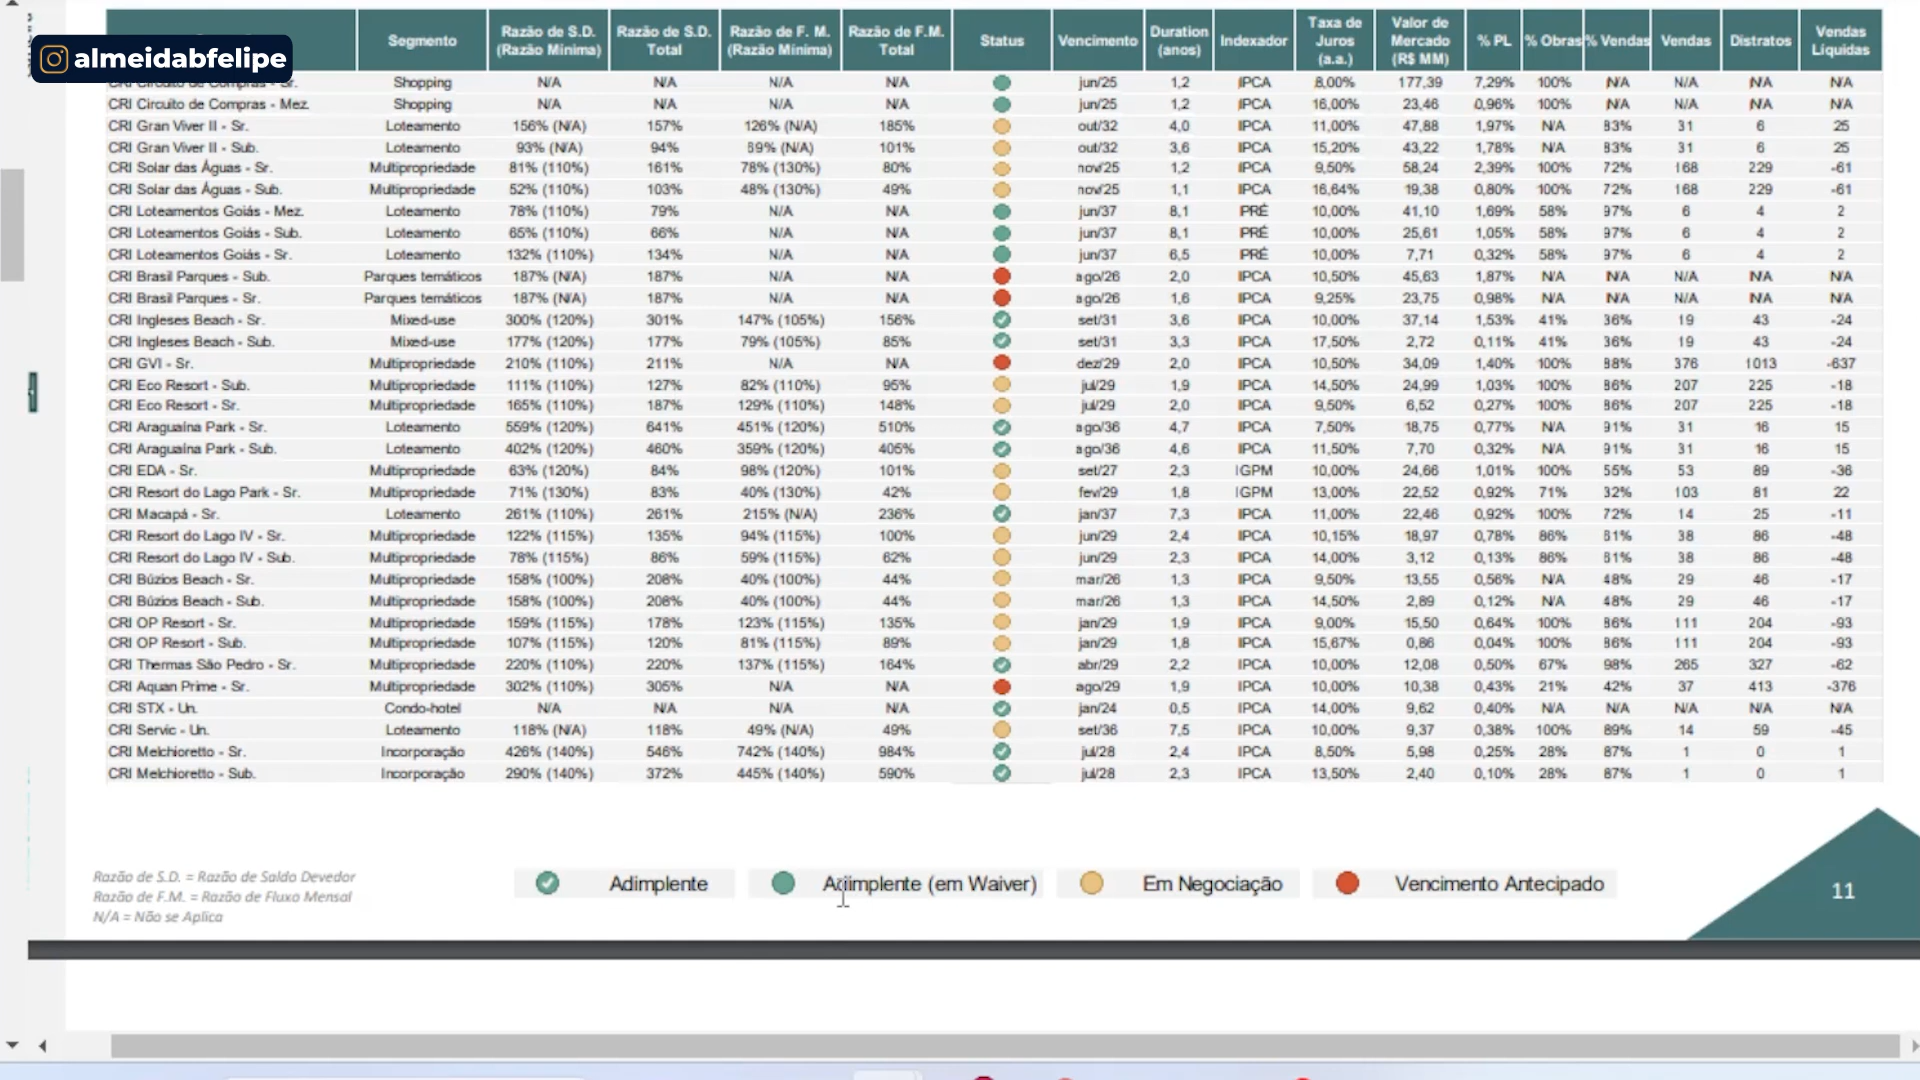 almeidabfelipe
Segmento Razão de S.D. (Razão Mínima) Razão de S.D. Total Razão de F. M. (Razão Mínima) Razão de F.M. Total Status Vencimento Duration (anos) Indexador Taxa de Juros (a.a.) Valor de Mercado (R$ MM) % PL % Obras % Vendas Vendas Distratos Vendas Líquidas
CRI Circuito de Compras - Sr. Shopping N/A N/A N/A N/A jun/25 1,2 IPCA 8,00% 177,39 7,29% 100% N/A N/A N/A N/A
CRI Circuito de Compras - Mez. Shopping N/A N/A N/A N/A jun/25 1,2 IPCA 16,00% 23,46 0,96% 100% N/A N/A N/A N/A
CRI Gran Viver II - Sr. Loteamento 156% (N/A) 157% 126% (N/A) 185% out/32 4,0 IPCA 11,00% 47,88 1,97% N/A 83% 31 6 25
CRI Gran Viver II - Sub. Loteamento 93% (N/A) 94% 69% (N/A) 101% out/32 3,6 IPCA 15,20% 43,22 1,78% N/A 83% 31 6 25
CRI Solar das Águas - Sr. Multipropriedade 81% (110%) 161% 78% (130%) 80% nov/25 1,2 IPCA 9,50% 58,24 2,39% 100% 72% 168 229 -61
CRI Solar das Águas - Sub. Multipropriedade 52% (110%) 103% 48% (130%) 49% nov/25 1,1 IPCA 16,64% 19,38 0,80% 100% 72% 168 229 -61
CRI Loteamentos Goiás - Mez. Loteamento 78% (110%) 79% N/A N/A jun/37 8,1 PRÉ 10,00% 41,10 1,69% 58% 97% 6 4 2
CRI Loteamentos Goiás - Sub. Loteamento 65% (110%) 66% N/A N/A jun/37 8,1 PRÉ 10,00% 25,61 1,05% 58% 97% 6 4 2
CRI Loteamentos Goiás - Sr. Loteamento 132% (110%) 134% N/A N/A jun/37 6,5 PRÉ 10,00% 7,71 0,32% 58% 97% 6 4 2
CRI Brasil Parques - Sub. Parques temáticos 187% (N/A) 187% N/A N/A ago/26 2,0 IPCA 10,50% 45,63 1,87% N/A N/A N/A N/A N/A
CRI Brasil Parques - Sr. Parques temáticos 187% (N/A) 187% N/A N/A ago/26 1,6 IPCA 9,25% 23,75 0,98% N/A N/A N/A N/A N/A
CRI Ingleses Beach - Sr. Mixed-use 300% (120%) 301% 147% (105%) 156% set/31 3,6 IPCA 10,00% 37,14 1,53% 41% 36% 19 43 -24
CRI Ingleses Beach - Sub. Mixed-use 177% (120%) 177% 79% (105%) 85% set/31 3,3 IPCA 17,50% 2,72 0,11% 41% 36% 19 43 -24
CRI GVI - Sr. Multipropriedade 210% (110%) 211% N/A N/A dez/29 2,0 IPCA 10,50% 34,09 1,40% 100% 88% 376 1013 -637
CRI Eco Resort - Sub. Multipropriedade 111% (110%) 127% 82% (110%) 95% jul/29 1,9 IPCA 14,50% 24,99 1,03% 100% 86% 207 225 -18
CRI Eco Resort - Sr. Multipropriedade 165% (110%) 187% 129% (110%) 148% jul/29 2,0 IPCA 9,50% 6,52 0,27% 100% 86% 207 225 -18
CRI Araguaína Park - Sr. Loteamento 559% (120%) 641% 451% (120%) 510% ago/36 4,7 IPCA 7,50% 18,75 0,77% N/A 91% 31 16 15
CRI Araguaína Park - Sub. Loteamento 402% (120%) 460% 359% (120%) 405% ago/36 4,6 IPCA 11,50% 7,70 0,32% N/A 91% 31 16 15
CRI EDA - Sr. Multipropriedade 63% (120%) 84% 98% (120%) 101% set/27 2,3 IGPM 10,00% 24,66 1,01% 100% 55% 53 89 -36
CRI Resort do Lago Park - Sr. Multipropriedade 71% (130%) 83% 40% (130%) 42% fev/29 1,8 IGPM 13,00% 22,52 0,92% 71% 32% 103 81 22
CRI Macapá - Sr. Loteamento 261% (110%) 261% 215% (N/A) 236% jan/37 7,3 IPCA 11,00% 22,46 0,92% 100% 72% 14 25 -11
CRI Resort do Lago IV - Sr. Multipropriedade 122% (115%) 135% 94% (115%) 100% jun/29 2,4 IPCA 10,15% 18,97 0,78% 86% 61% 38 86 -48
CRI Resort do Lago IV - Sub. Multipropriedade 78% (115%) 86% 59% (115%) 62% jun/29 2,3 IPCA 14,00% 3,12 0,13% 86% 61% 38 86 -48
CRI Búzios Beach - Sr. Multipropriedade 158% (100%) 208% 40% (100%) 44% mar/26 1,3 IPCA 9,50% 13,55 0,56% N/A 48% 29 46 -17
CRI Búzios Beach - Sub. Multipropriedade 158% (100%) 208% 40% (100%) 44% mar/26 1,3 IPCA 14,50% 2,89 0,12% N/A 48% 29 46 -17
CRI OP Resort - Sr. Multipropriedade 159% (115%) 178% 123% (115%) 135% jan/29 1,9 IPCA 9,00% 15,50 0,64% 100% 86% 111 204 -93
CRI OP Resort - Sub. Multipropriedade 107% (115%) 120% 81% (115%) 89% jan/29 1,8 IPCA 15,67% 0,86 0,04% 100% 86% 111 204 -93
CRI Thermas São Pedro - Sr. Multipropriedade 220% (110%) 220% 137% (115%) 164% abr/29 2,2 IPCA 10,00% 12,08 0,50% 67% 98% 265 327 -62
CRI Aquan Prime - Sr. Multipropriedade 302% (110%) 305% N/A N/A ago/29 1,9 IPCA 10,00% 10,38 0,43% 21% 42% 37 413 -376
CRI STX - Un. Condo-hotel N/A N/A N/A N/A jan/24 0,5 IPCA 14,00% 9,62 0,40% N/A N/A N/A N/A N/A
CRI Servic - Un. Loteamento 118% (N/A) 118% 49% (N/A) 49% set/36 7,5 IPCA 10,00% 9,37 0,38% 100% 89% 14 59 -45
CRI Melchioretto - Sr. Incorporação 426% (140%) 546% 742% (140%) 984% jul/28 2,4 IPCA 8,50% 5,98 0,25% 28% 87% 1 0 1
CRI Melchioretto - Sub. Incorporação 290% (140%) 372% 445% (140%) 590% jul/28 2,3 IPCA 13,50% 2,40 0,10% 28% 87% 1 0 1
Razão de S.D. = Razão de Saldo Devedor
Razão de F.M. = Razão de Fluxo Mensal
N/A = Não se Aplica
Adimplente Adimplente (em Waiver) Em Negociação Vencimento Antecipado
11